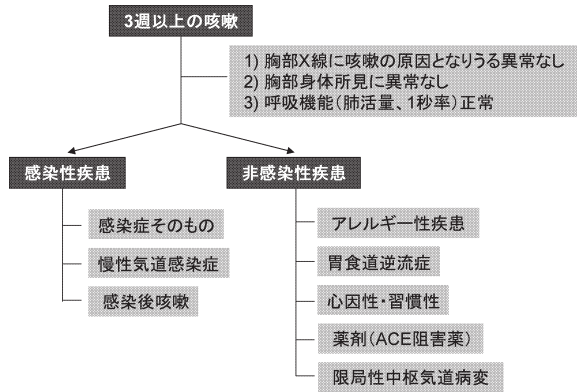 3週以上の咳嗽
1) 胸部X線に咳嗽の原因となりうる異常なし
2) 胸部身体所見に異常なし
3) 呼吸機能(肺活量、1秒率)正常
感染性疾患
感染症そのもの
慢性気道感染症
感染後咳嗽
非感染性疾患
アレルギー性疾患
胃食道逆流症
心因性・習慣性
薬剤(ACE阻害薬)
限局性中枢気道病変